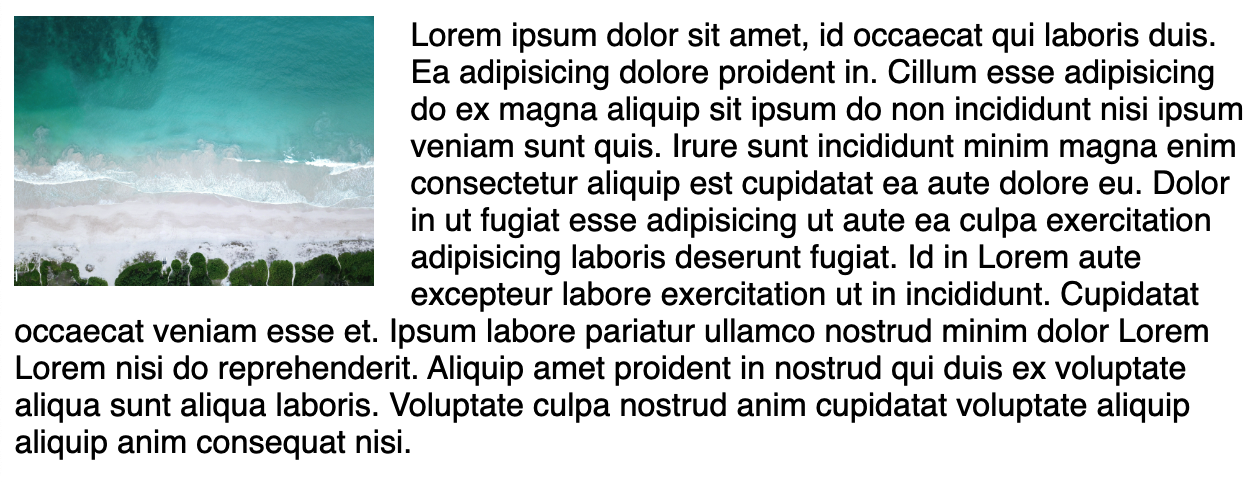 Lorem ipsum dolor sit amet, id occaecat qui laboris duis.
Ea adipisicing dolore proident in. Cillum esse adipisicing
do ex magna aliquip sit ipsum do non incididunt nisi ipsum
veniam sunt quis. Irure sunt incididunt minim magna enim
consectetur aliquip est cupidatat ea aute dolore eu. Dolor
in ut fugiat esse adipisicing ut aute ea culpa exercitation
adipisicing laboris deserunt fugiat. Id in Lorem aute
excepteur labore exercitation ut in incididunt. Cupidatat
occaecat veniam esse et. Ipsum labore pariatur ullamco nostrud minim dolor Lorem
Lorem nisi do reprehenderit. Aliquip amet proident in nostrud qui duis ex voluptate
aliqua sunt aliqua laboris. Voluptate culpa nostrud anim cupidatat voluptate aliquip
aliquip anim consequat nisi.